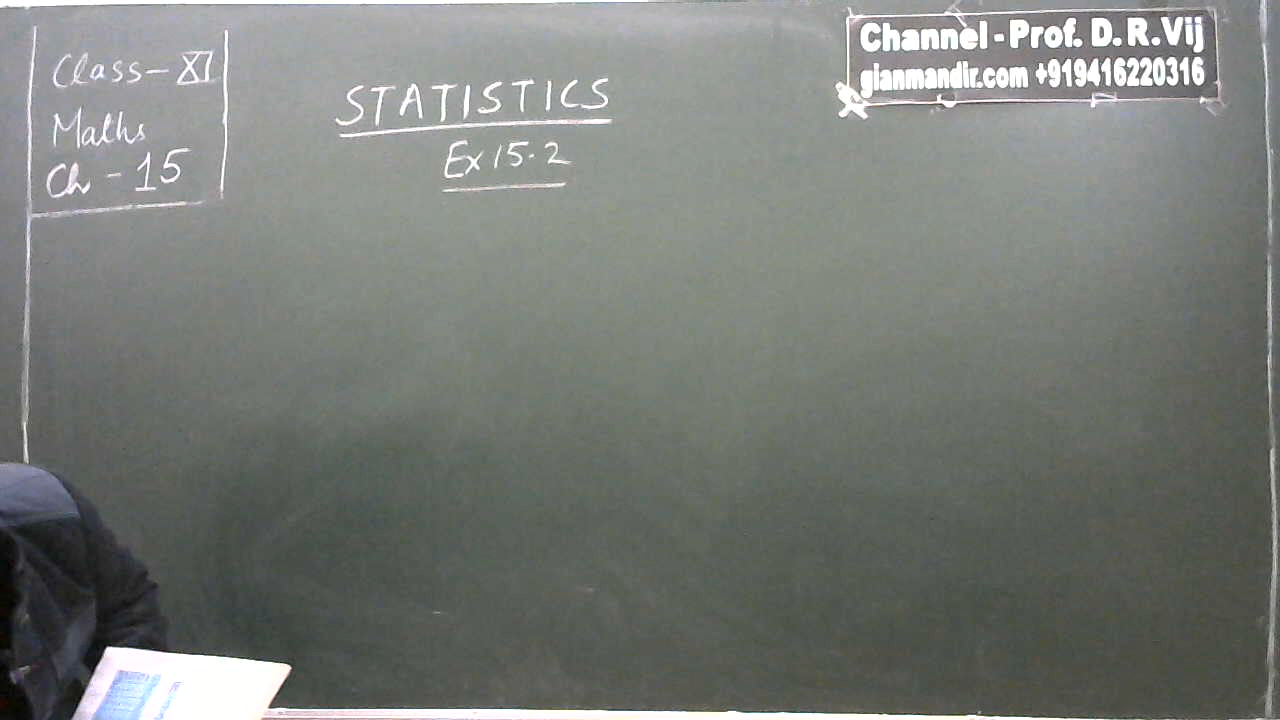 Class - XI
Maths
Ch - 15
STATISTICS
Ex 15.2
Channel - Prof. D. R. Vij
gianmandir.com +919416220316